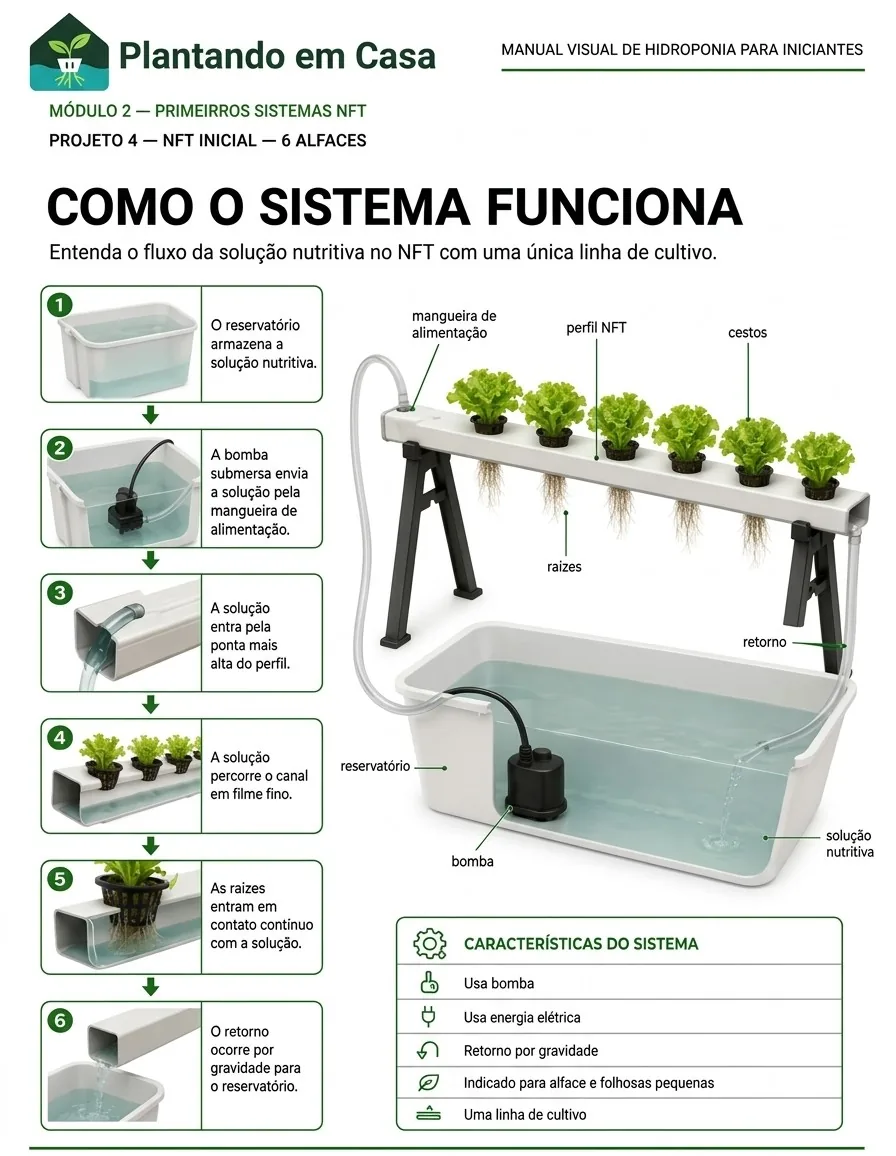 Plantando em Casa
MANUAL VISUAL DE HIDROPONIA PARA INICIANTES
MÓDULO 2 — PRIMEIRROS SISTEMAS NFT
PROJETO 4 — NFT INICIAL — 6 ALFACES
COMO O SISTEMA FUNCIONA
Entenda o fluxo da solução nutritiva no NFT com uma única linha de cultivo.
1
O reservatório
armazena a
solução nutritiva.
2
A bomba
submersa envia
a solução pela
mangueira de
alimentação.
3
A solução
entra pela
ponta mais
alta do perfil.
4
A solução
percorre o canal
em filme fino.
5
As raizes
entram em
contato contínuo
com a solução.
6
O retorno
ocorre por
gravidade para
o reservatório.
mangueira de
alimentação
perfil NFT
cestos
raizes
retorno
reservatório
bomba
solução
nutritiva
CARACTERÍSTICAS DO SISTEMA
Usa bomba
Usa energia elétrica
Retorno por gravidade
Indicado para alface e folhosas pequenas
Uma linha de cultivo